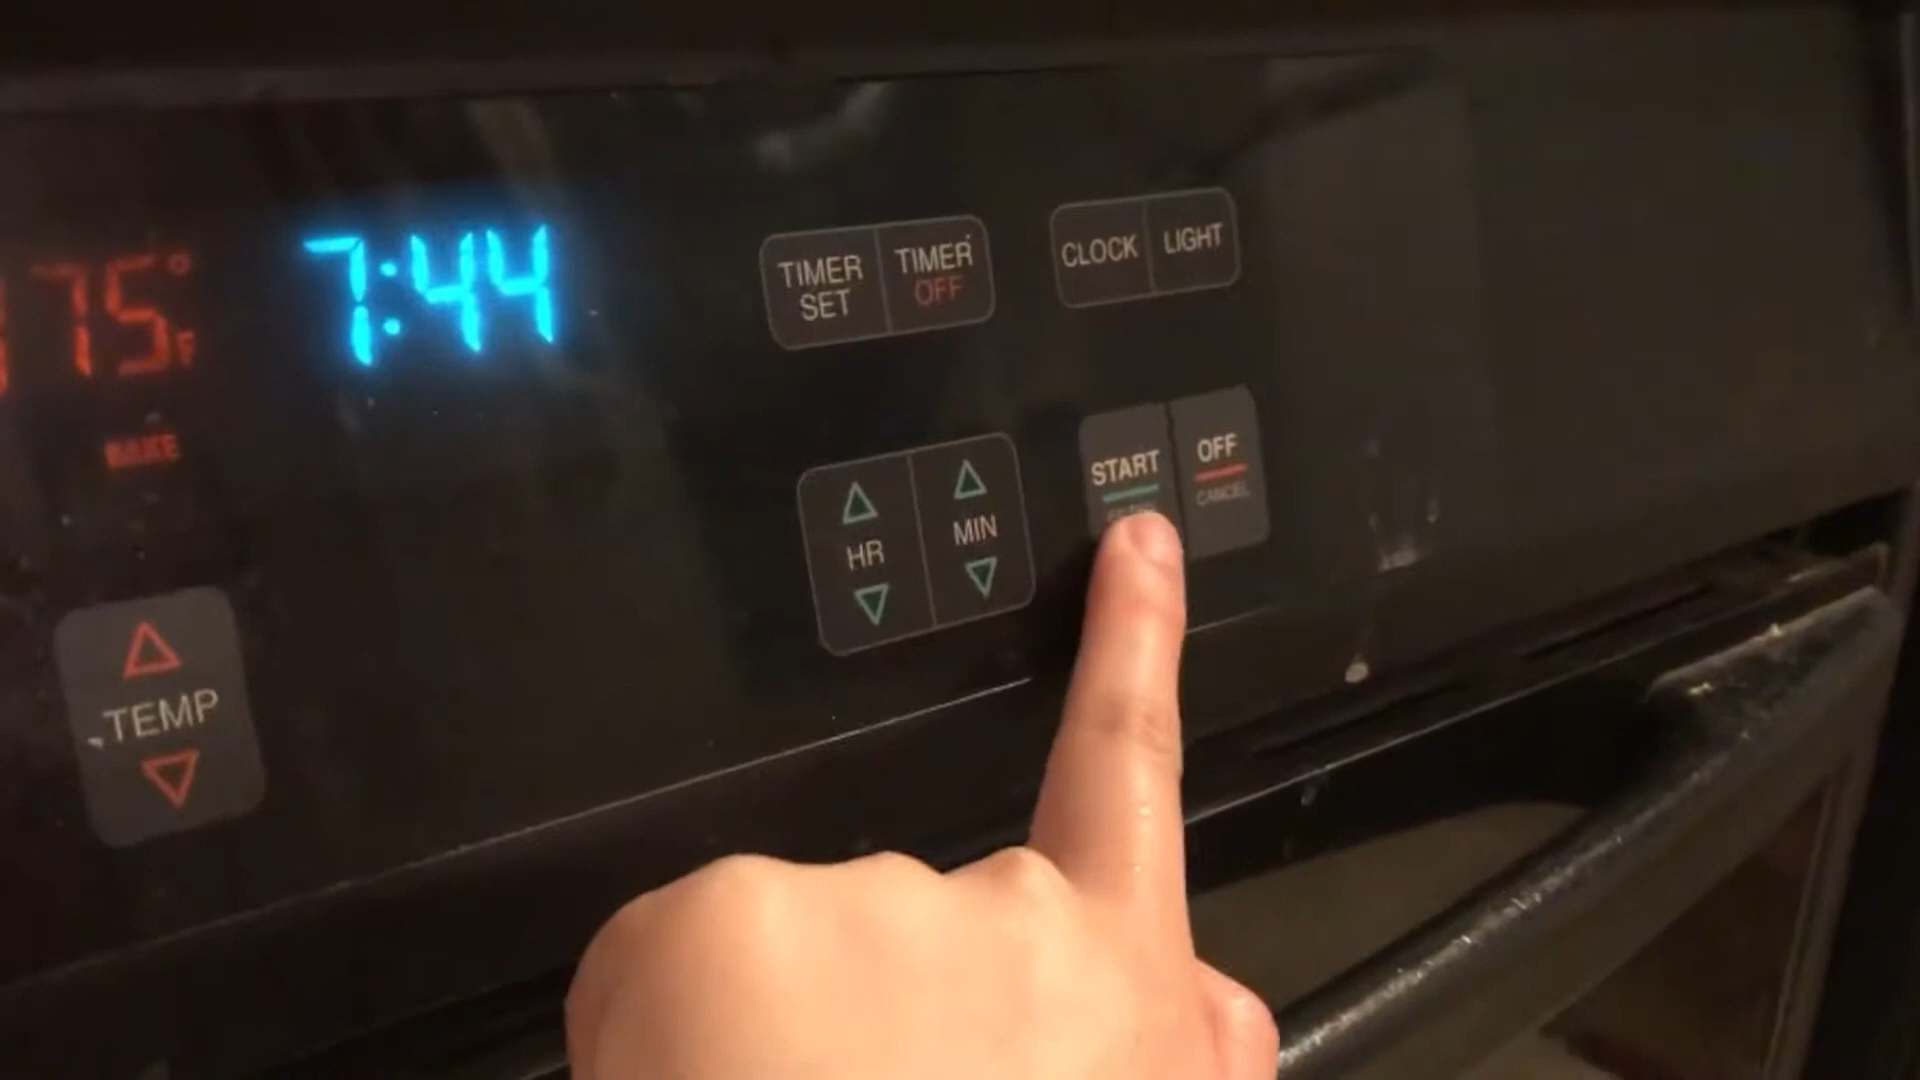 75°F
7:44
BAKE
TIMER SET
TIMER OFF
CLOCK
LIGHT
HR
MIN
START
OFF
CANCEL
TEMP